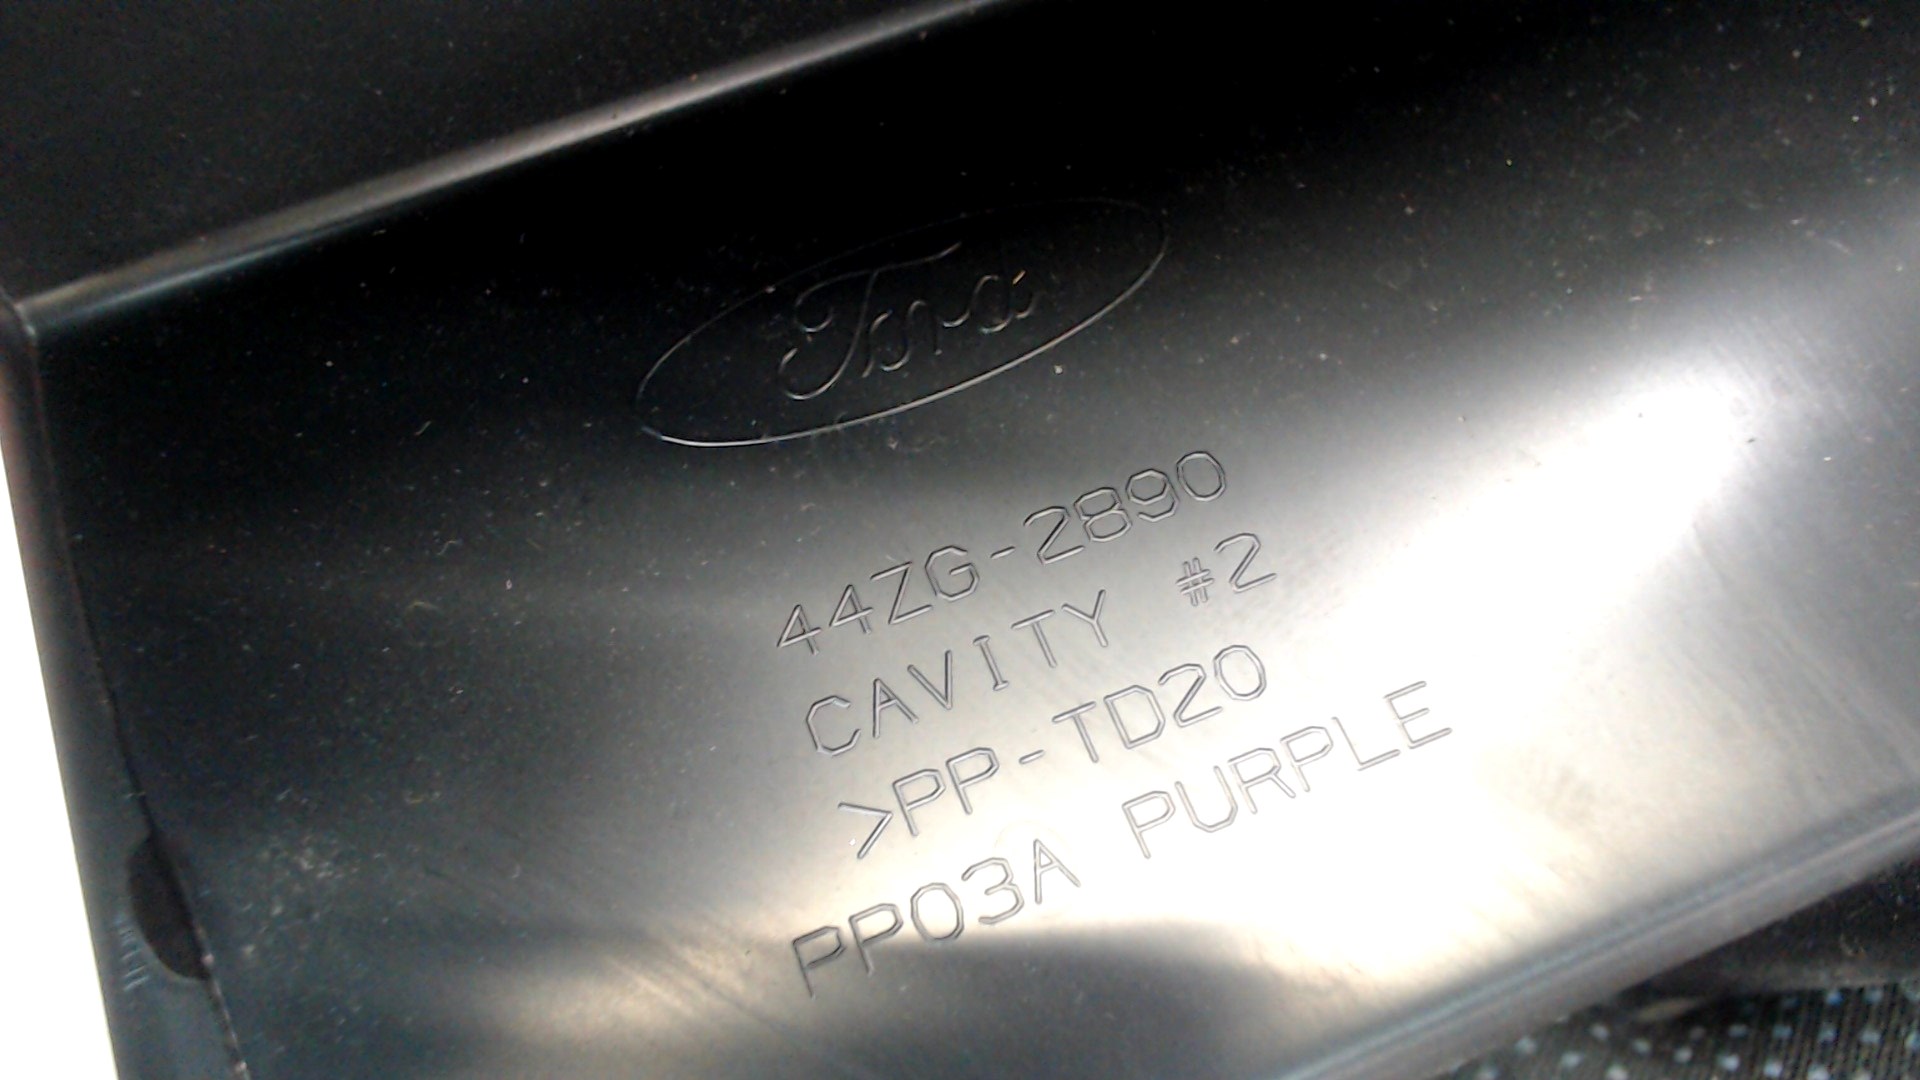 Ford
44ZG-2890
CAVITY #2
>PP-TD20
PP03A PURPLE